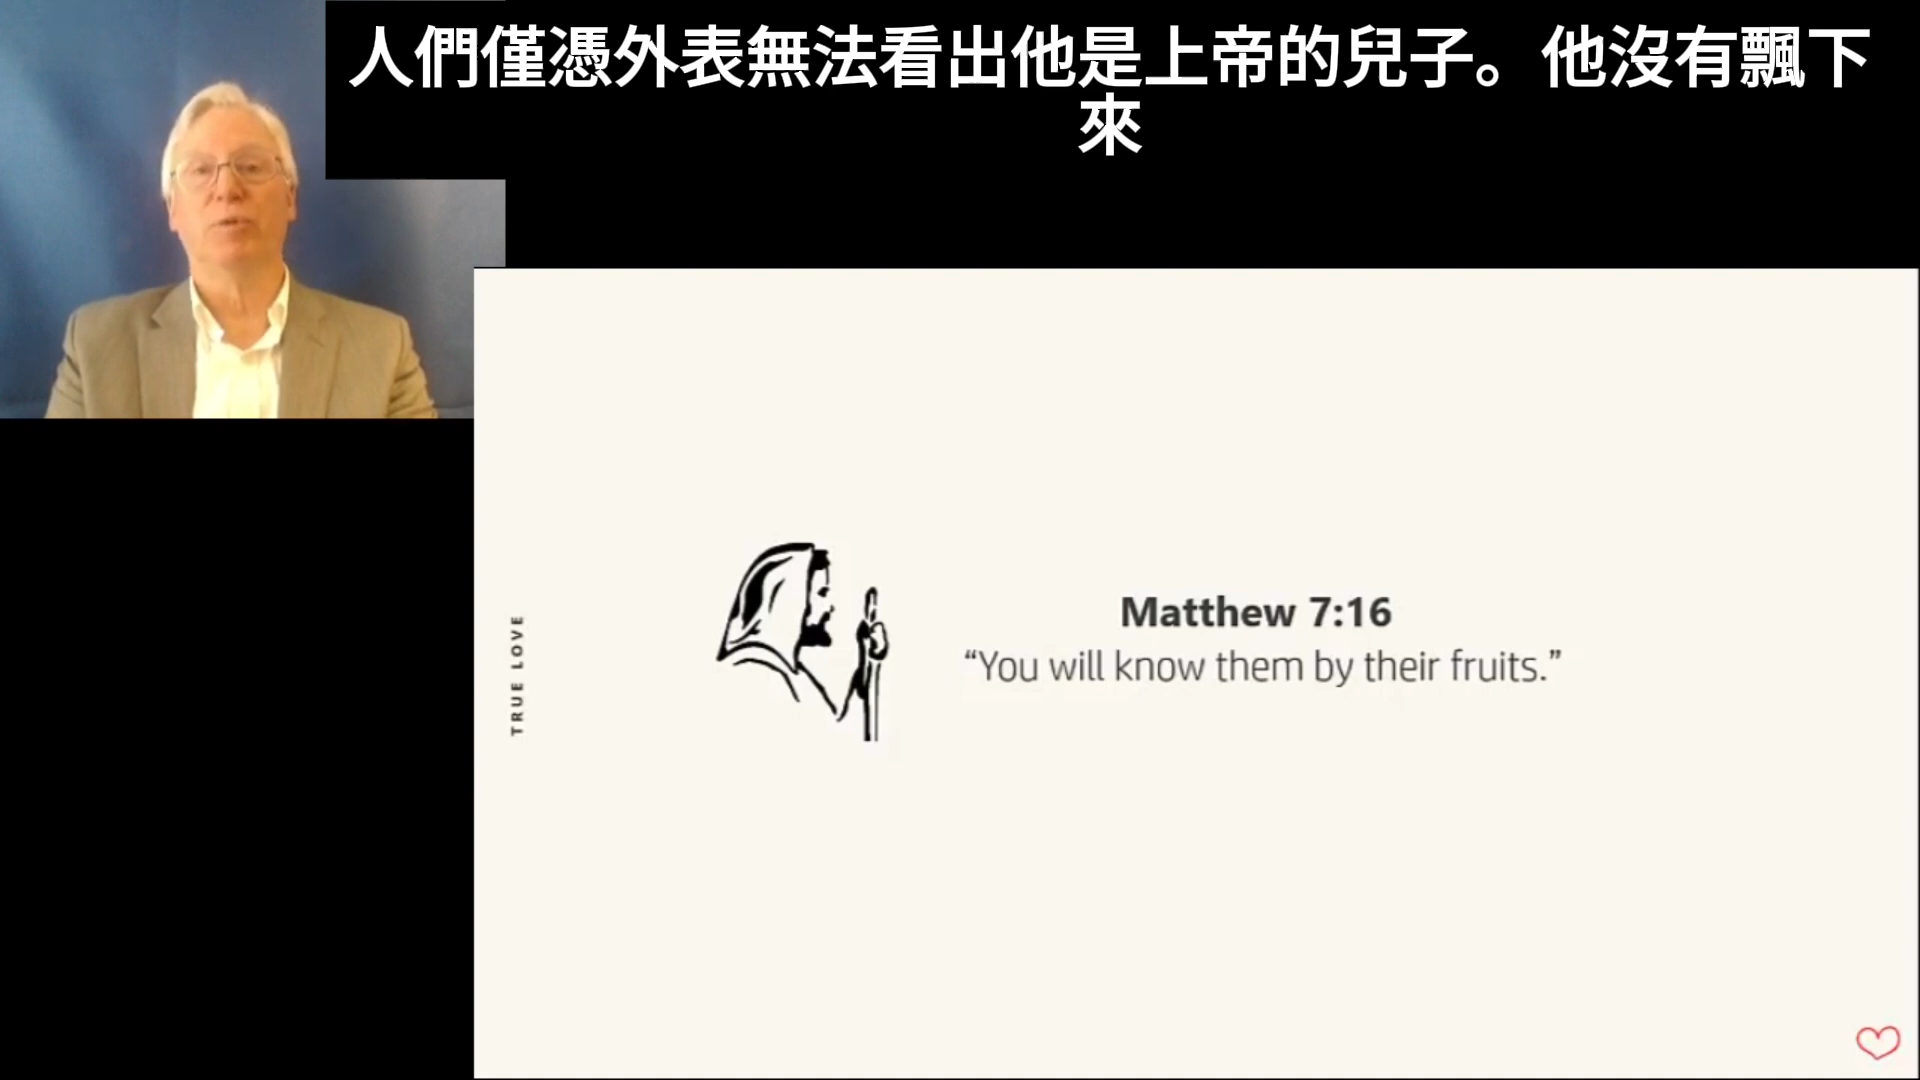 人們僅憑外表無法看出他是上帝的兒子。他沒有飄下
來
TRUE LOVE
Matthew 7:16
“You will know them by their fruits.”